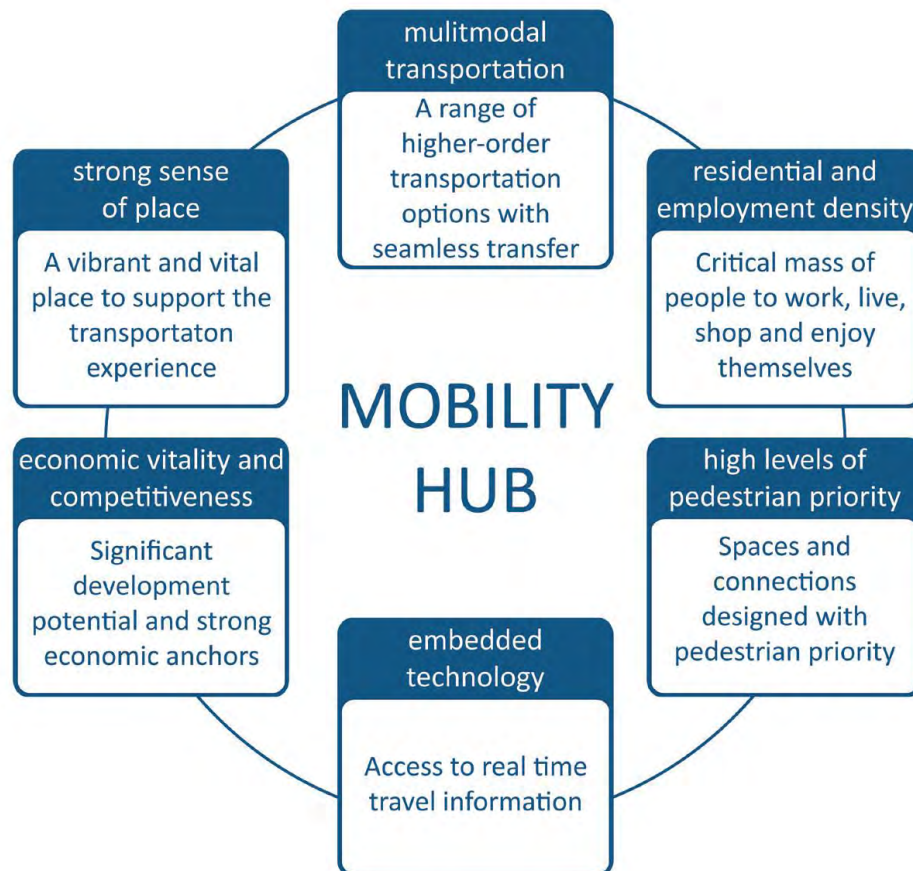 mulitmodal
transportation
A range of
higher-order
transportation
options with
seamless transfer
strong sense
of place
A vibrant and vital
place to support the
transportaton
experience
residential and
employment density
Critical mass of
people to work, live,
shop and enjoy
themselves
MOBILITY
HUB
economic vitality and
competitiveness
Significant
development
potential and strong
economic anchors
high levels of
pedestrian priority
Spaces and
connections
designed with
pedestrian priority
embedded
technology
Access to real time
travel information